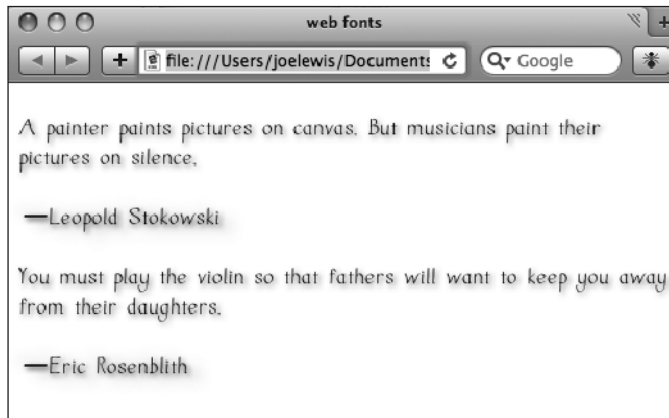 web fonts
file:///Users/joelewis/Documents
Google
A painter paints pictures on canvas. But musicians paint their
pictures on silence.
—Leopold Stokowski
You must play the violin so that fathers will want to keep you away
from their daughters.
—Eric Rosenblith